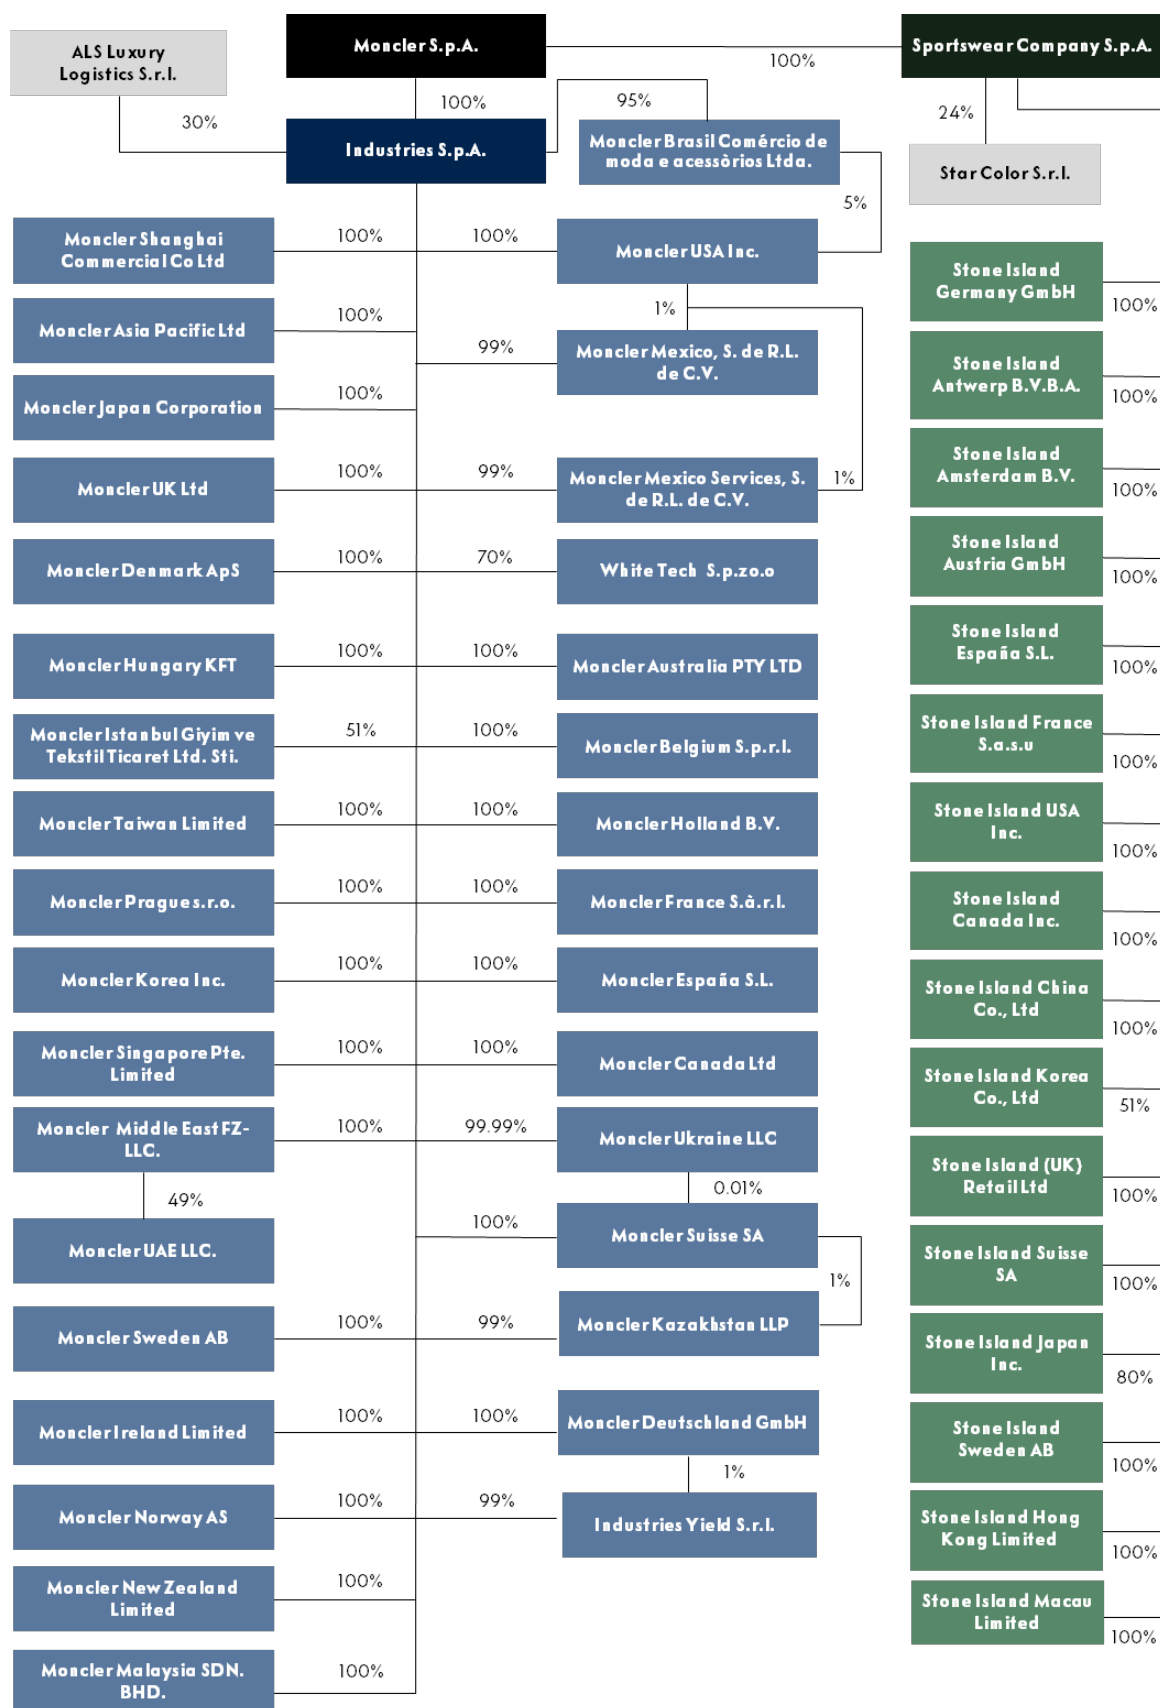 ALS Luxury
Logistics S.r.l.
Moncler S.p.A.
Sportswear Company S.p.A.
100%
100%
95%
24%
30%
Industries S.p.A.
Moncler Brasil Comércio de
moda e acessòrios Ltda.
Star Color S.r.l.
5%
Moncler Shanghai
Commercial Co Ltd
100%
100%
Moncler USA Inc.
Moncler Asia Pacific Ltd
100%
1%
99%
Moncler Mexico, S. de R.L.
de C.V.
Moncler Japan Corporation
100%
Moncler UK Ltd
100%
99%
Moncler Mexico Services, S.
de R.L. de C.V.
1%
Moncler Denmark ApS
100%
70%
White Tech S.p.zo.o
Moncler Hungary KFT
100%
100%
Moncler Australia PTY LTD
Moncler Istanbul Giyim ve
Tekstil Ticaret Ltd. Sti.
51%
100%
Moncler Belgium S.p.r.l.
Moncler Taiwan Limited
100%
100%
Moncler Holland B.V.
Moncler Prague s.r.o.
100%
100%
Moncler France S.à.r.l.
Moncler Korea Inc.
100%
100%
Moncler España S.L.
Moncler Singapore Pte.
Limited
100%
100%
Moncler Canada Ltd
Moncler Middle East FZ-
LLC.
100%
99.99%
Moncler Ukraine LLC
49%
0.01%
Moncler UAE LLC.
100%
Moncler Suisse SA
1%
Moncler Sweden AB
100%
99%
Moncler Kazakhstan LLP
Moncler Ireland Limited
100%
100%
Moncler Deutschland GmbH
1%
Moncler Norway AS
100%
99%
Industries Yield S.r.l.
Moncler New Zealand
Limited
100%
Moncler Malaysia SDN.
BHD.
100%
Stone Island
Germany GmbH
100%
Stone Island
Antwerp B.V.B.A.
100%
Stone Island
Amsterdam B.V.
100%
Stone Island
Austria GmbH
100%
Stone Island
España S.L.
100%
Stone Island France
S.a.s.u
100%
Stone Island USA
Inc.
100%
Stone Island
Canada Inc.
100%
Stone Island China
Co., Ltd
100%
Stone Island Korea
Co., Ltd
51%
Stone Island (UK)
Retail Ltd
100%
Stone Island Suisse
SA
100%
Stone Island Japan
Inc.
80%
Stone Island
Sweden AB
100%
Stone Island Hong
Kong Limited
100%
Stone Island Macau
Limited
100%